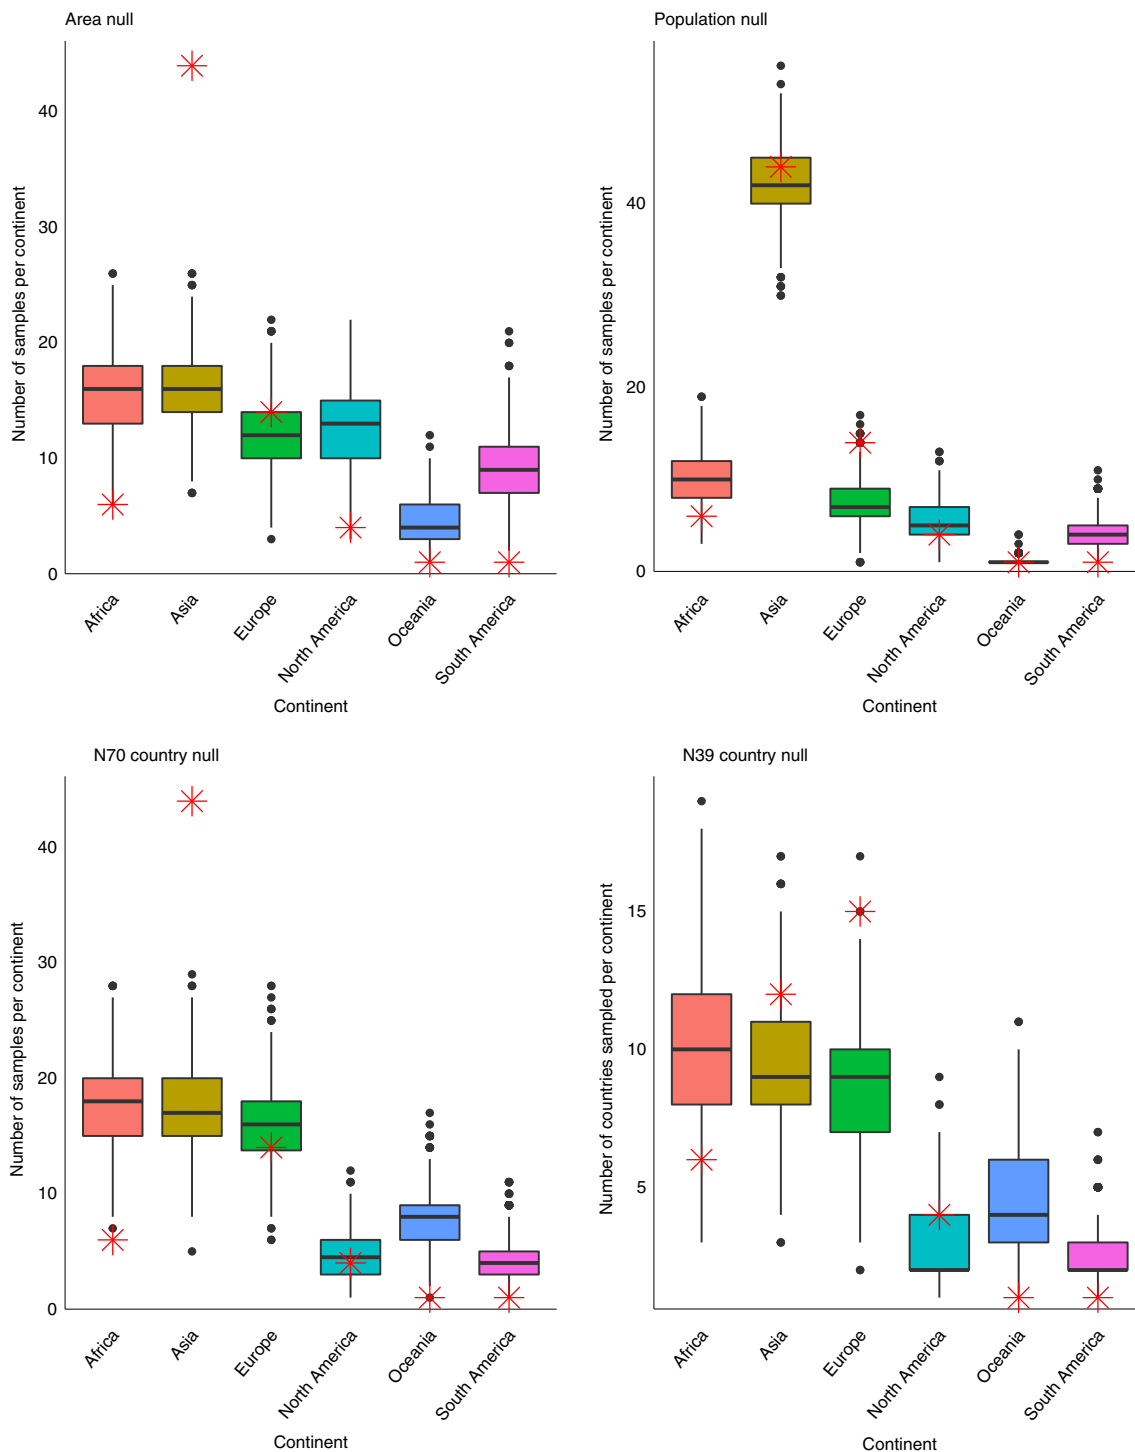 Area null
Number of samples per continent
40
30
20
10
0
Africa
Asia
Europe
North America
Oceania
South America
Continent
Population null
Number of samples per continent
40
20
0
Africa
Asia
Europe
North America
Oceania
South America
Continent
N70 country null
Number of samples per continent
40
30
20
10
0
Africa
Asia
Europe
North America
Oceania
South America
Continent
N39 country null
Number of countries sampled per continent
15
10
5
Africa
Asia
Europe
North America
Oceania
South America
Continent